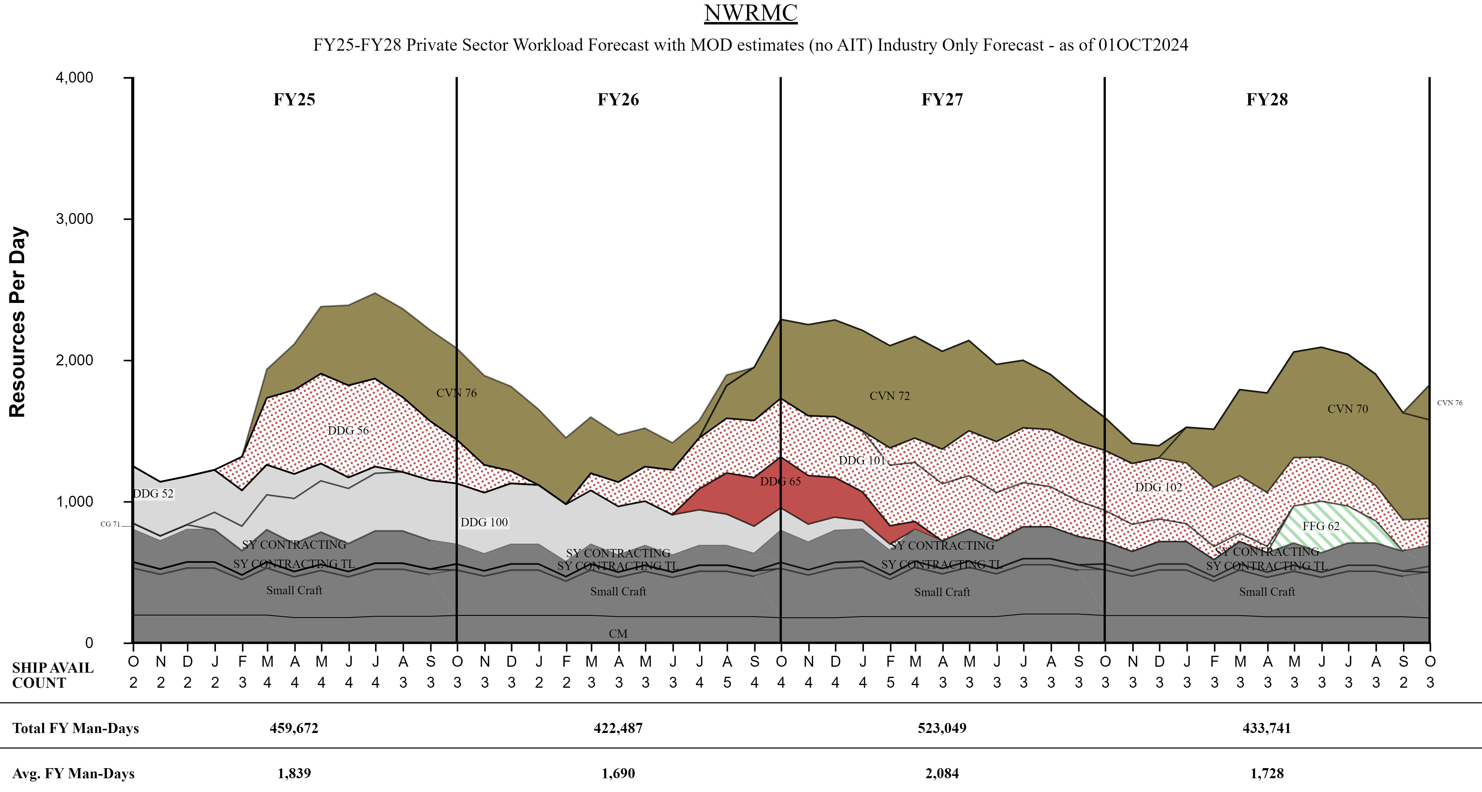 NWRMC
FY25-FY28 Private Sector Workload Forecast with MOD estimates (no AIT) Industry Only Forecast - as of 01OCT2024
Resources Per Day
4,000
3,000
2,000
1,000
0
FY25 FY26 FY27 FY28
CVN 76
CVN 72
CVN 70
CVN 76
DDG 56
DDG 101
DDG 65
DDG 102
DDG 52
CG 71
DDG 100
FFG 62
SY CONTRACTING SY CONTRACTING SY CONTRACTING SY CONTRACTING
SY CONTRACTING TL SY CONTRACTING TL SY CONTRACTING TL SY CONTRACTING TL
Small Craft Small Craft Small Craft Small Craft
CM
O N D J F M A M J J A S O N D J F M A M J J A S O N D J F M A M J J A S O N D J F M A M J J A S O
SHIP AVAIL
COUNT
2 2 2 2 3 4 4 4 4 4 3 3 3 3 3 2 2 3 3 3 3 4 5 4 4 4 4 4 5 4 3 3 3 3 3 3 3 3 3 3 3 3 3 3 3 3 3 2 3
Total FY Man-Days 459,672 422,487 523,049 433,741
Avg. FY Man-Days 1,839 1,690 2,084 1,728